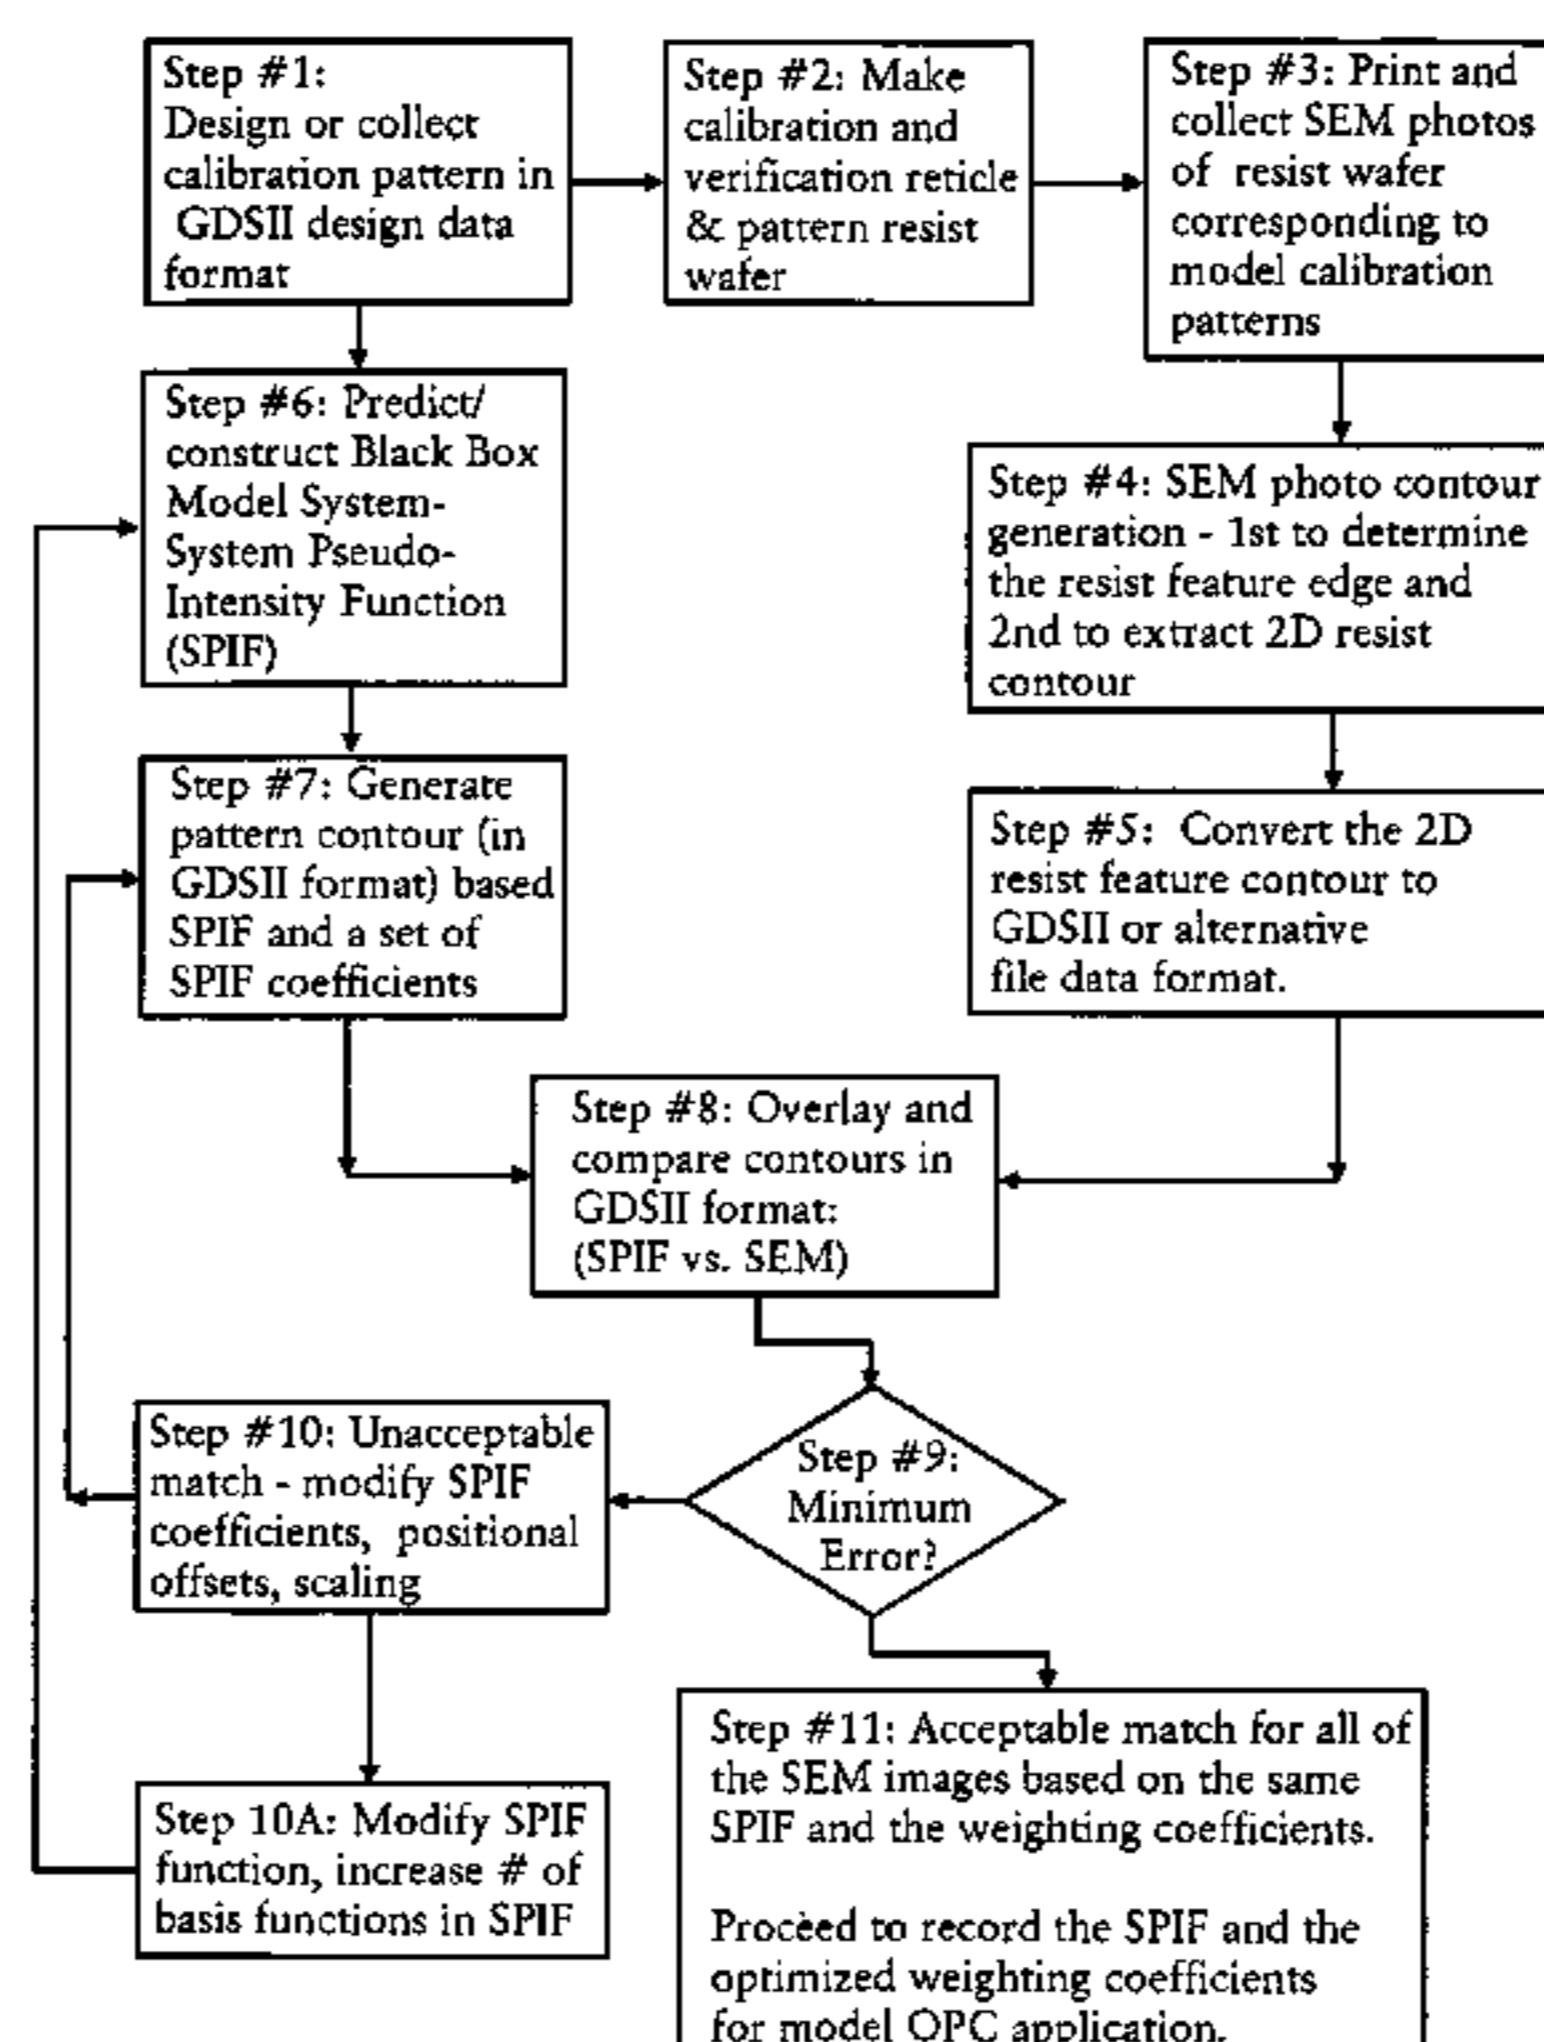 Step #1:
Design or collect
calibration pattern in
GDSII design data
format
Step #2: Make
calibration and
verification reticle
& pattern resist
wafer
Step #3: Print and
collect SEM photos
of resist wafer
corresponding to
model calibration
patterns
Step #4: SEM photo contour
generation - 1st to determine
the resist feature edge and
2nd to extract 2D resist
contour
Step #5: Convert the 2D
resist feature contour to
GDSII or alternative
file data format.
Step #6: Predict/
construct Black Box
Model System-
System Pseudo-
Intensity Function
(SPIF)
Step #7: Generate
pattern contour (in
GDSII format) based
SPIF and a set of
SPIF coefficients
Step #8: Overlay and
compare contours in
GDSII format:
(SPIF vs. SEM)
Step #9:
Minimum
Error?
Step #10: Unacceptable
match - modify SPIF
coefficients, positional
offsets, scaling
Step 10A: Modify SPIF
function, increase # of
basis functions in SPIF
Step #11: Acceptable match for all of
the SEM images based on the same
SPIF and the weighting coefficients.
Proceed to record the SPIF and the
optimized weighting coefficients
for model OPC application.